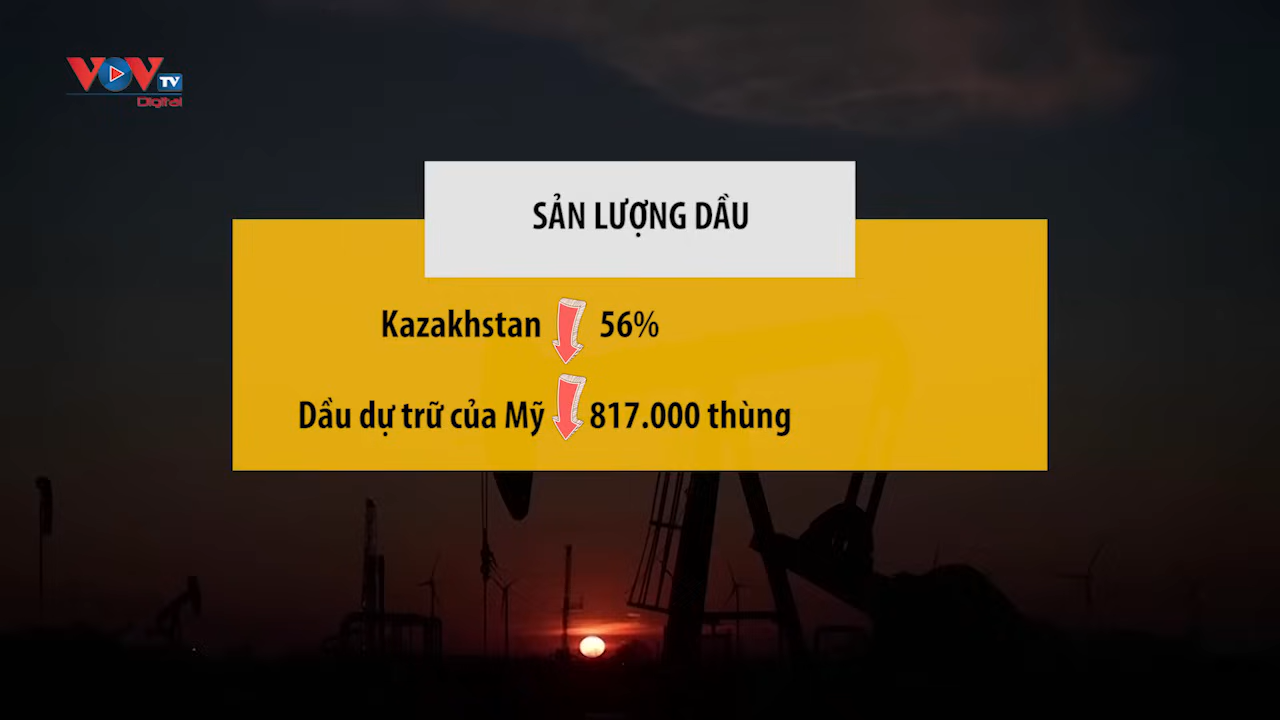 VOV TV
Digital
SẢN LƯỢNG DẦU
Kazakhstan 56%
Dầu dự trữ của Mỹ 817.000 thùng